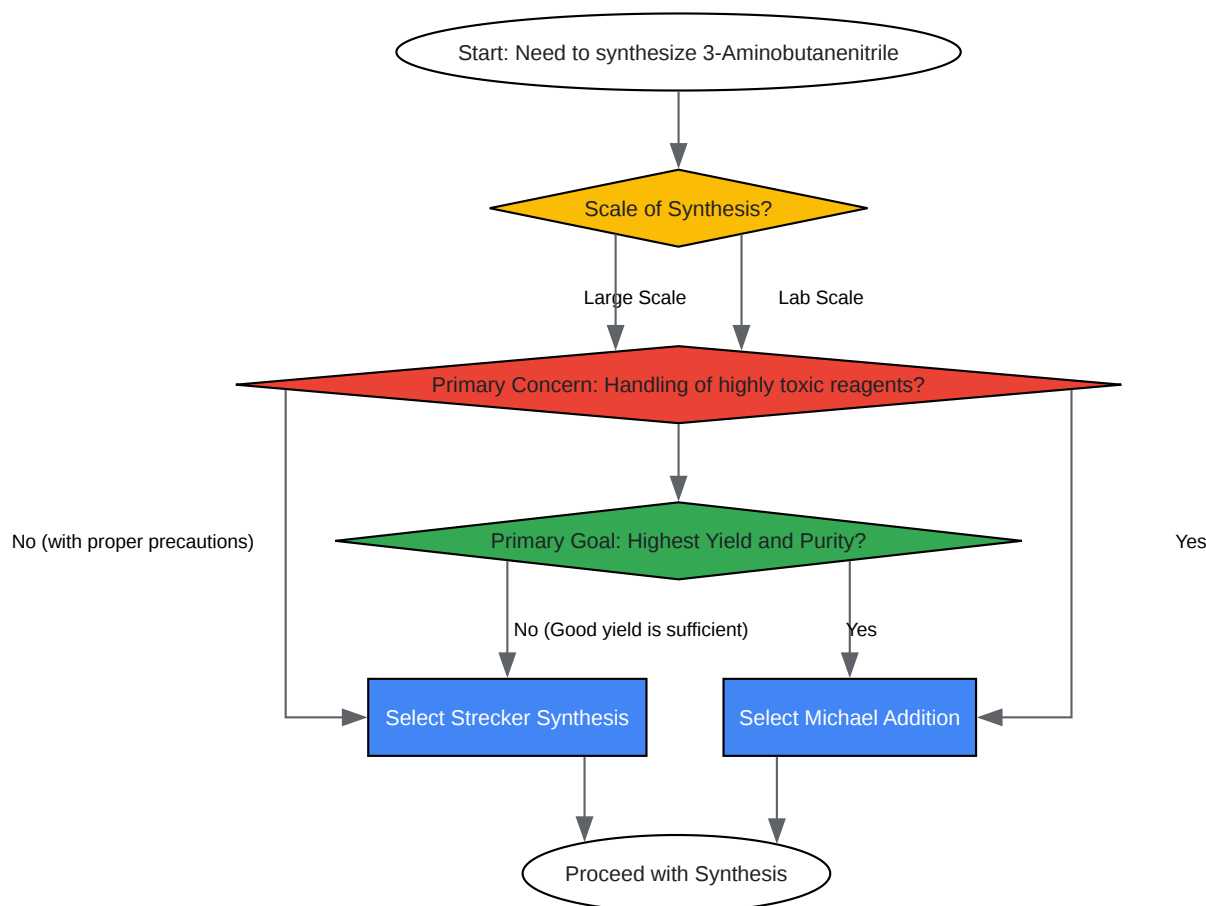 Start: Need to synthesize 3-Aminobutanenitrile
Scale of Synthesis?
Large Scale
Lab Scale
Primary Concern: Handling of highly toxic reagents?
No (with proper precautions)
Primary Goal: Highest Yield and Purity?
Yes
No (Good yield is sufficient)
Yes
Select Strecker Synthesis
Select Michael Addition
Proceed with Synthesis